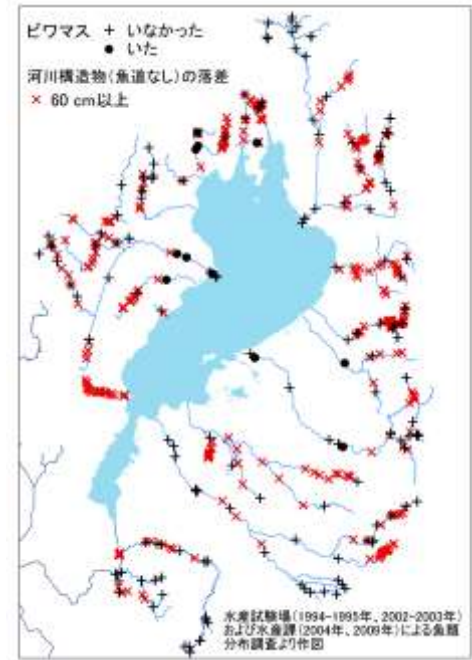 ビワマス + いなかった
● いた
河川構造物(魚道なし)の落差
× 60 cm以上
水産試験場(1994-1995年、2002-2003年)
および水産課(2004年、2009年)による魚類
分布調査より作図